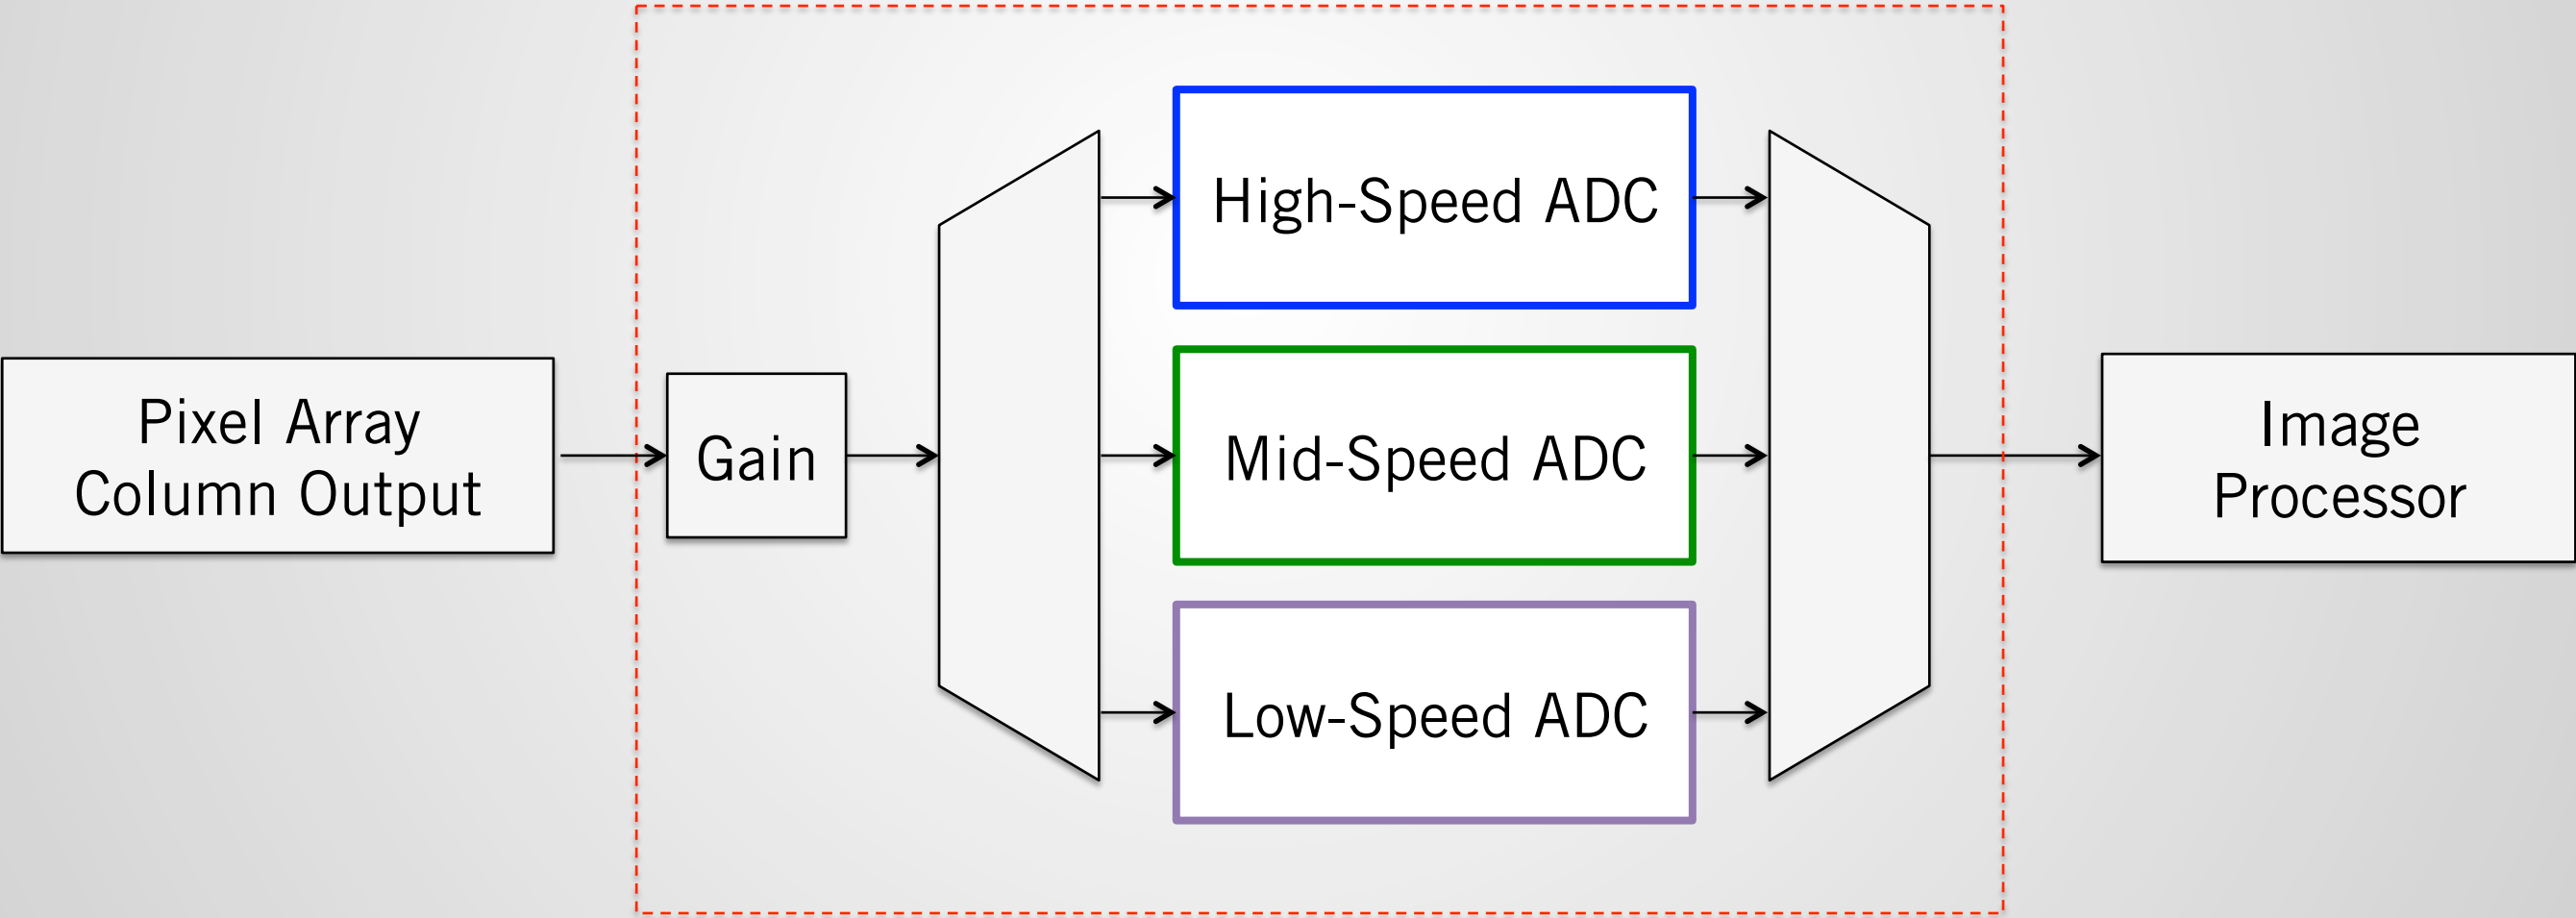 Pixel Array
Column Output
Gain
High-Speed ADC
Mid-Speed ADC
Low-Speed ADC
Image
Processor